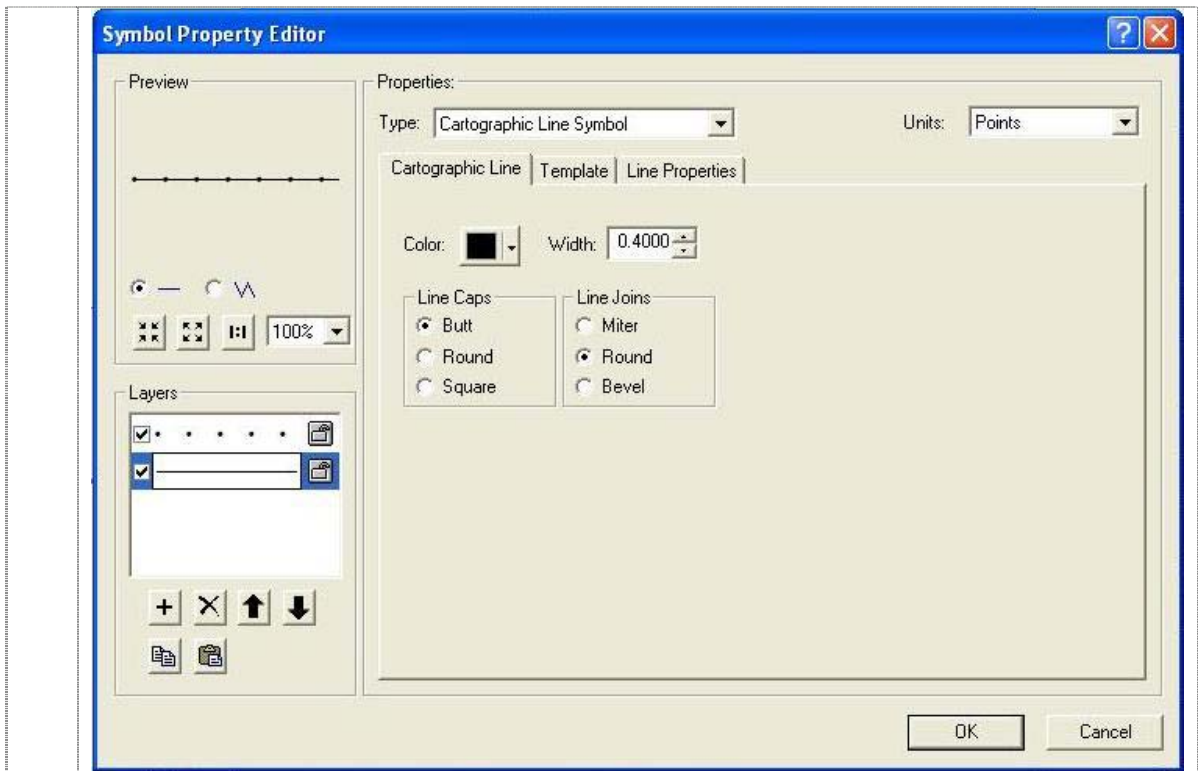 Symbol Property Editor
Preview
100%
Layers
Properties:
Type: Cartographic Line Symbol
Units: Points
Cartographic Line Template Line Properties
Color: Width: 0.4000
Line Caps
Butt
Round
Square
Line Joins
Miter
Round
Bevel
OK Cancel